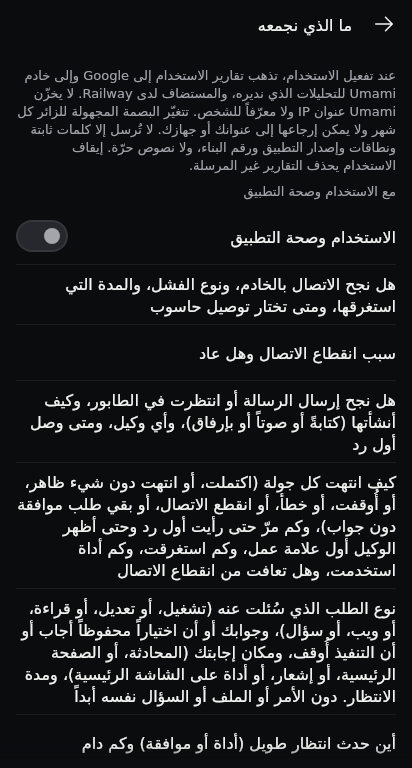 ما الذي نجمعه
عند تفعيل الاستخدام، تذهب تقارير الاستخدام إلى Google وإلى خادم
Umami للتحليلات الذي نديره، والمستضاف لدى Railway. لا يخزّن
Umami عنوان IP ولا معرّفاً للشخص. تتغيّر البصمة المجهولة للزائر كل
شهر ولا يمكن إرجاعها إلى عنوانك أو جهازك. لا تُرسل إلا كلمات ثابتة
ونطاقات وإصدار التطبيق ورقم البناء، ولا نصوص حرّة. إيقاف
الاستخدام يحذف التقارير غير المرسلة.
مع الاستخدام وصحة التطبيق
الاستخدام وصحة التطبيق
هل نجح الاتصال بالخادم، ونوع الفشل، والمدة التي
استغرقها، ومتى تختار توصيل حاسوب
سبب انقطاع الاتصال وهل عاد
هل نجح إرسال الرسالة أو انتظرت في الطابور، وكيف
أنشأتها (كتابةً أو صوتاً أو بإرفاق)، وأي وكيل، ومتى وصل
أول رد
كيف انتهت كل جولة (اكتملت، أو انتهت دون شيء ظاهر،
أو أُوقفت، أو خطأ، أو انقطع الاتصال، أو بقي طلب موافقة
دون جواب)، وكم مرّ حتى رأيت أول رد وحتى أظهر
الوكيل أول علامة عمل، وكم استغرقت، وكم أداة
استخدمت، وهل تعافت من انقطاع الاتصال
نوع الطلب الذي سُئلت عنه (تشغيل، أو تعديل، أو قراءة،
أو ويب، أو سؤال)، وجوابك أو أن اختياراً محفوظاً أجاب أو
أن التنفيذ أُوقف، ومكان إجابتك (المحادثة، أو الصفحة
الرئيسية، أو إشعار، أو أداة على الشاشة الرئيسية)، ومدة
الانتظار. دون الأمر أو الملف أو السؤال نفسه أبداً
أين حدث انتظار طويل (أداة أو موافقة) وكم دام